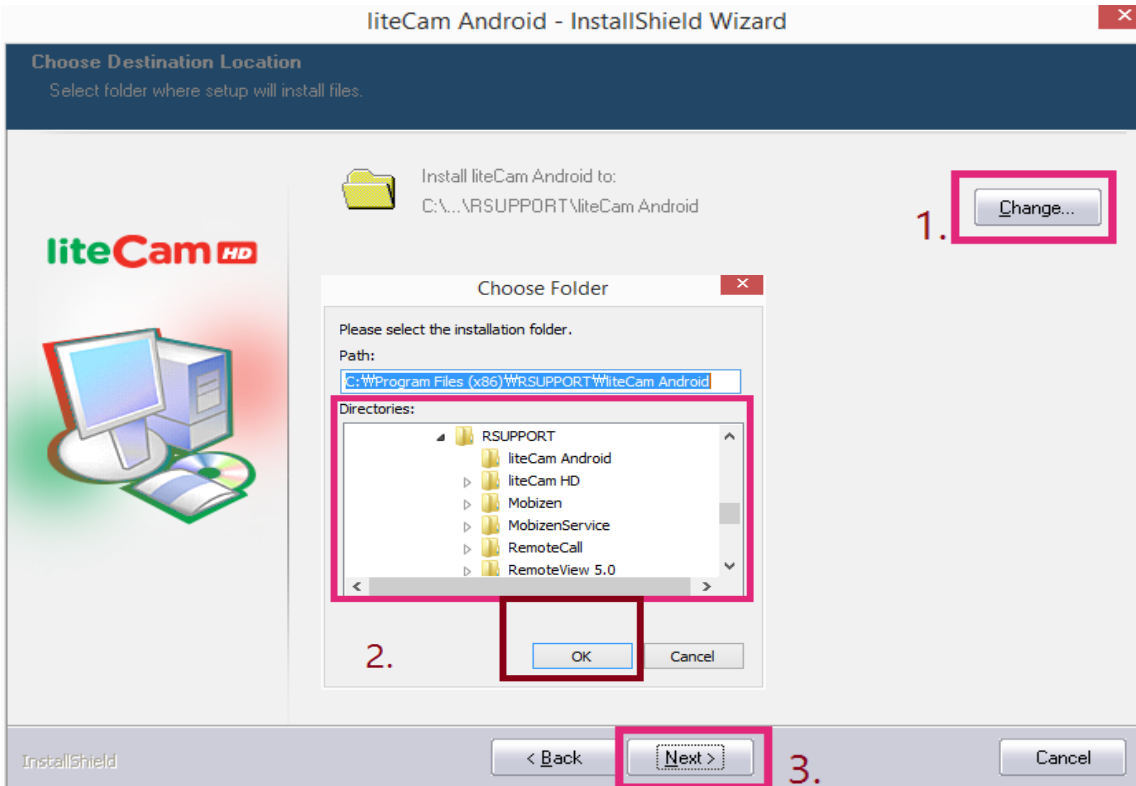 liteCam Android - InstallShield Wizard
Choose Destination Location
Select folder where setup will install files.
Install liteCam Android to:
C:\...\RSUPPORT\liteCam Android
1.
Change...
liteCam HD
Choose Folder
Please select the installation folder.
Path:
C:₩Program Files (x86)₩RSUPPORT₩liteCam Android
Directories:
RSUPPORT
liteCam Android
liteCam HD
Mobizen
MobizenService
RemoteCall
RemoteView 5.0
2.
OK
Cancel
InstallShield
< Back
Next >
3.
Cancel